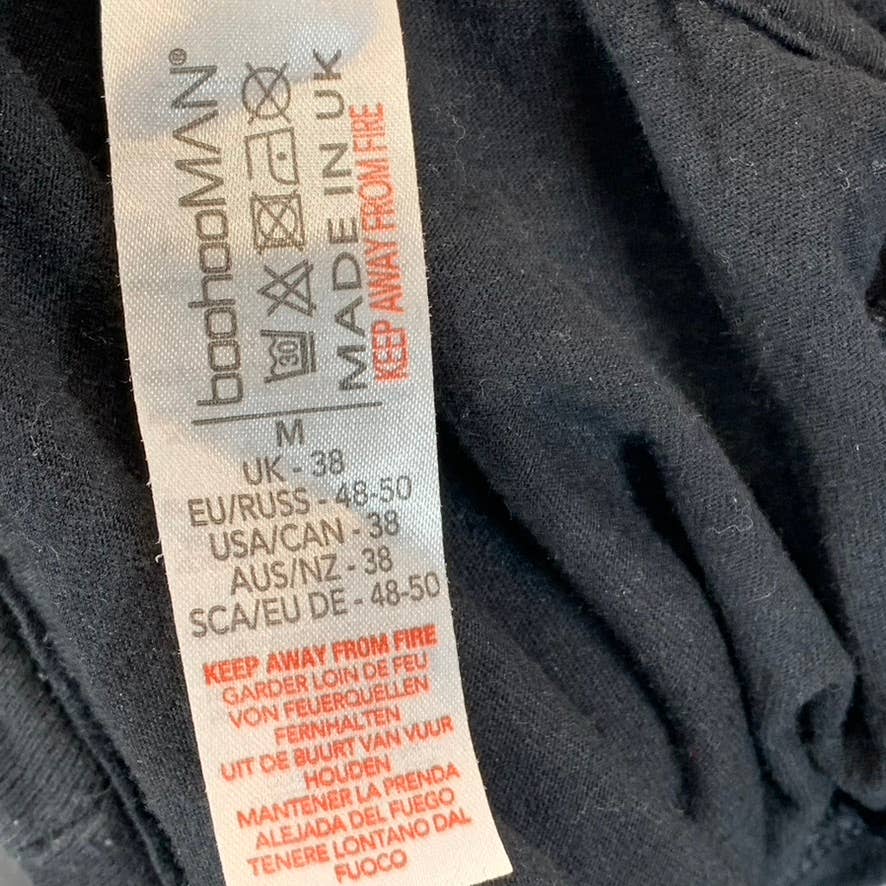 boohooMAN®
30
MADE IN UK
KEEP AWAY FROM FIRE
M
UK - 38
EU/RUSS - 48-50
USA/CAN - 38
AUS/NZ - 38
SCA/EU DE - 48-50
KEEP AWAY FROM FIRE
GARDER LOIN DE FEU
VON FEUERQUELLEN
FERNHALTEN
UIT DE BUURT VAN VUUR
HOUDEN
MANTENER LA PRENDA
ALEJADA DEL FUEGO
TENERE LONTANO DAL
FUOCO